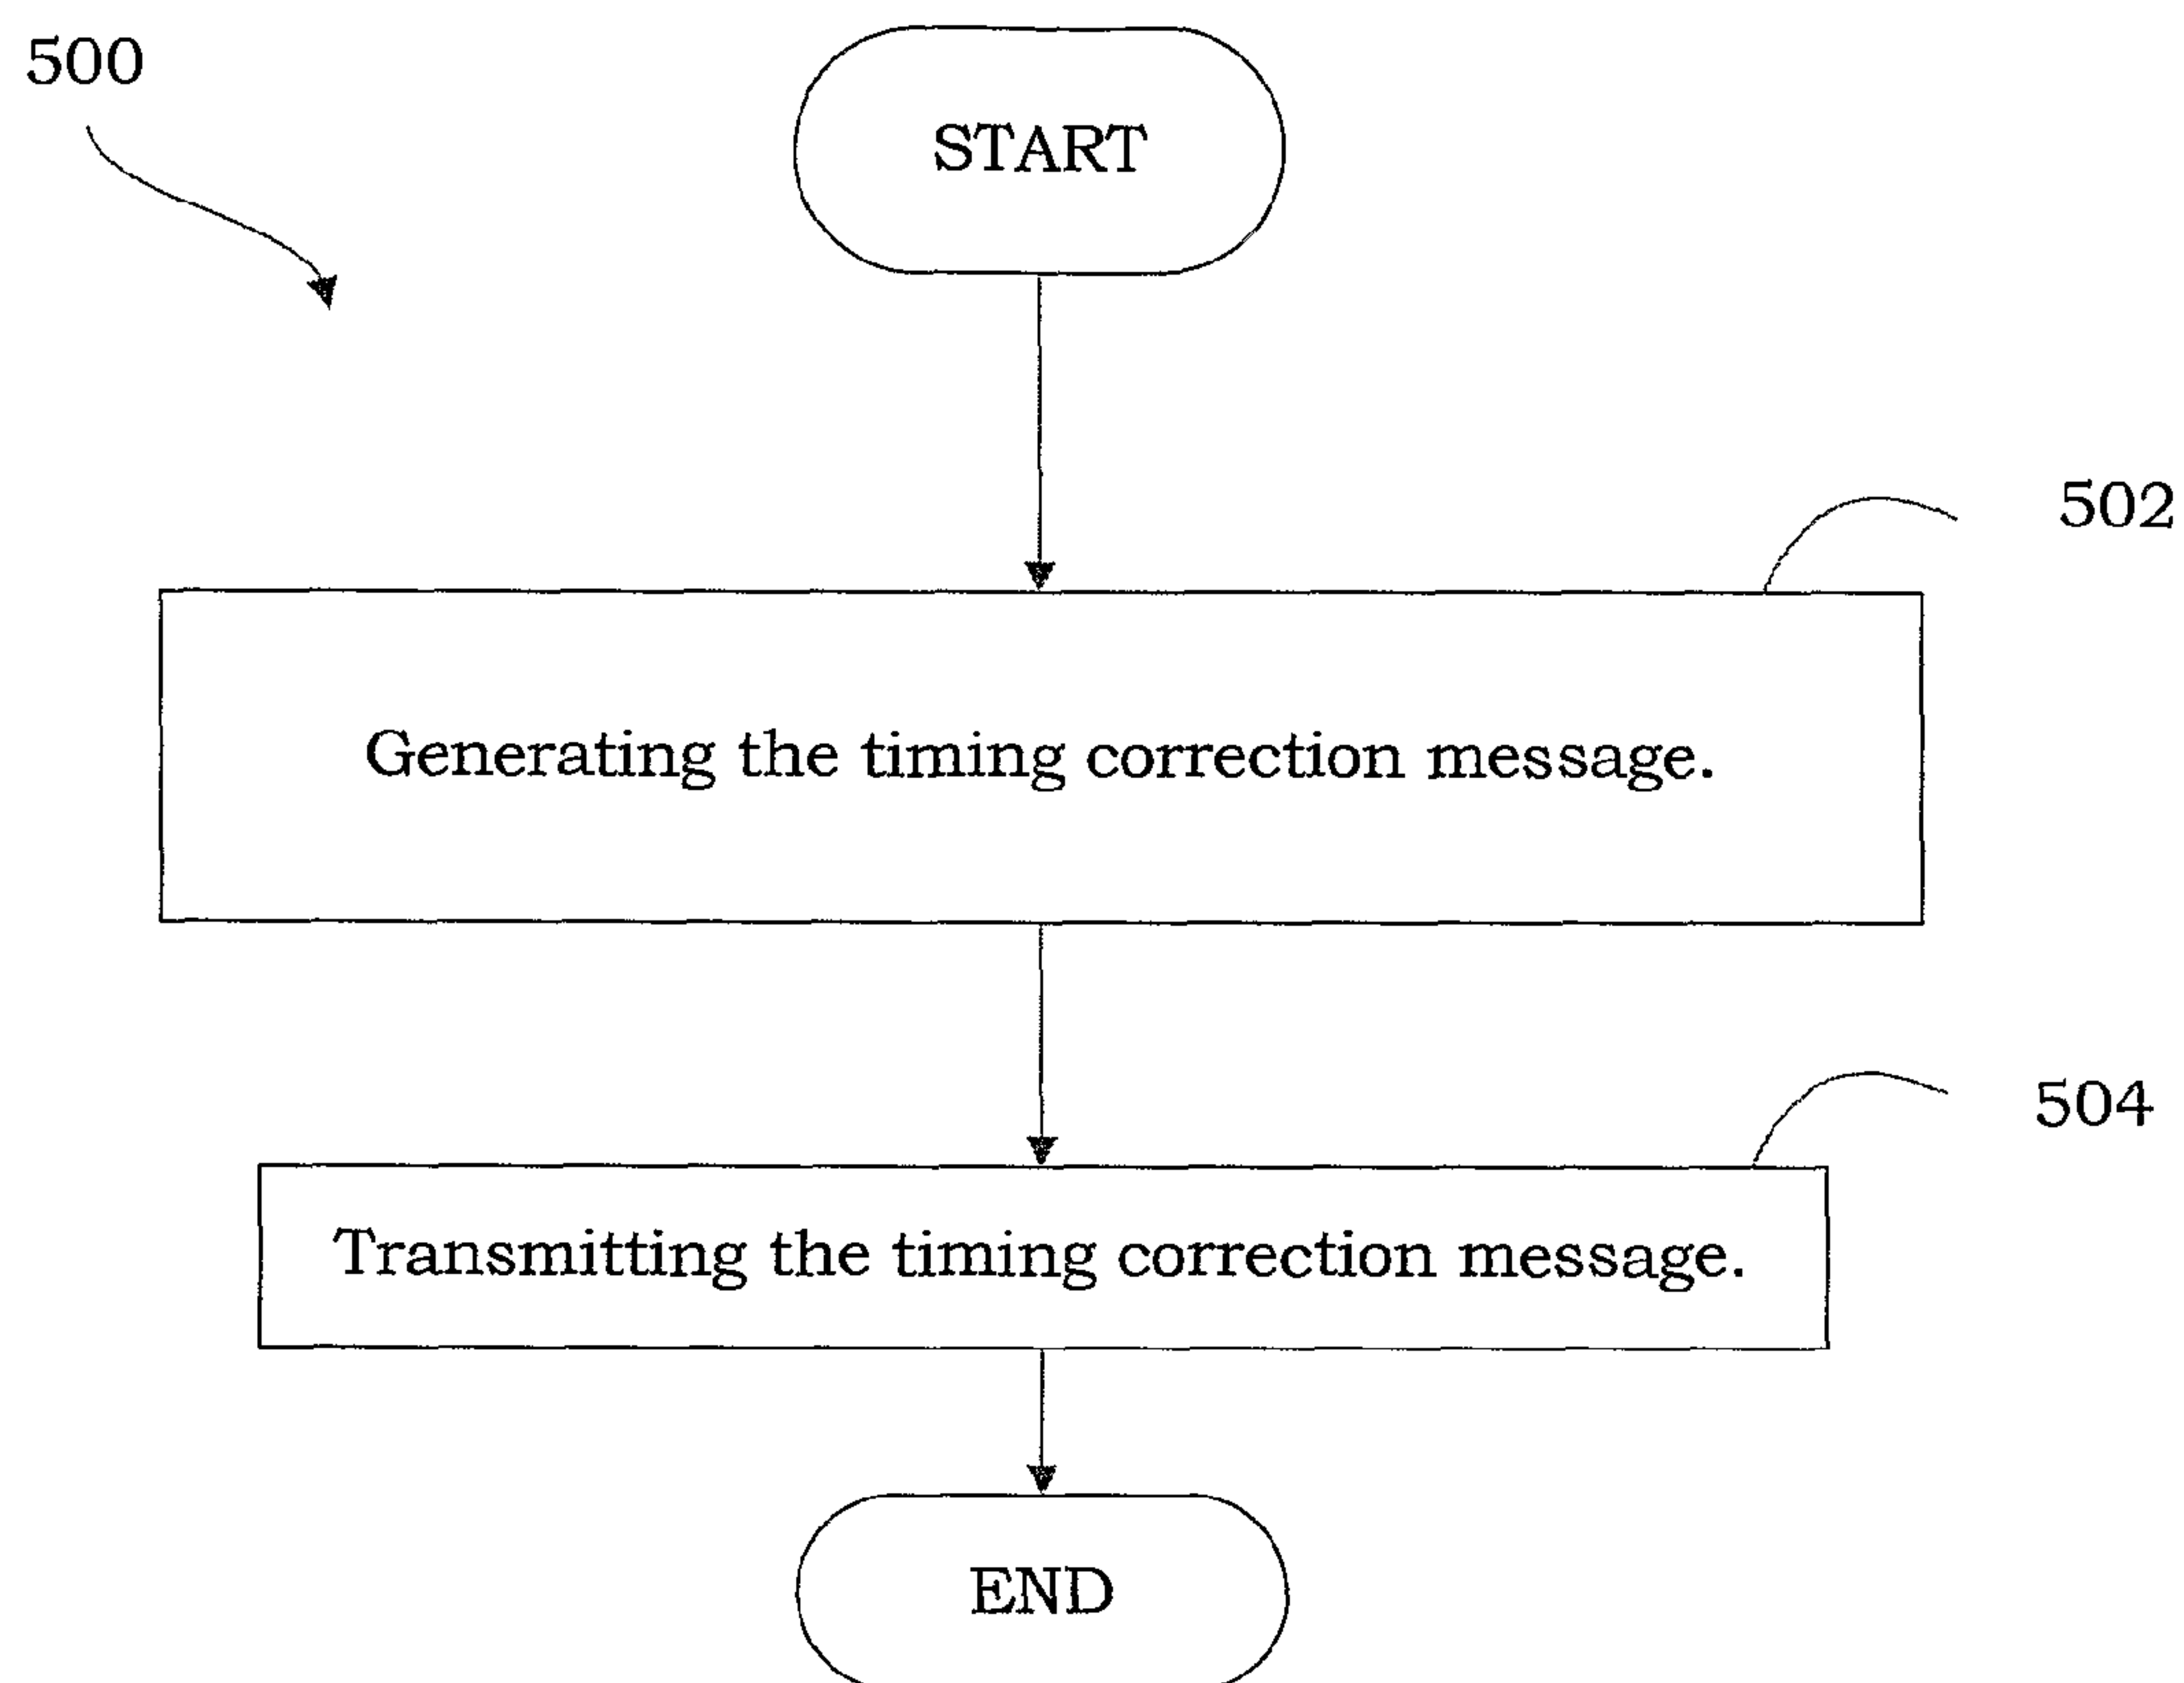 500
START
502
Generating the timing correction message.
504
Transmitting the timing correction message.
END